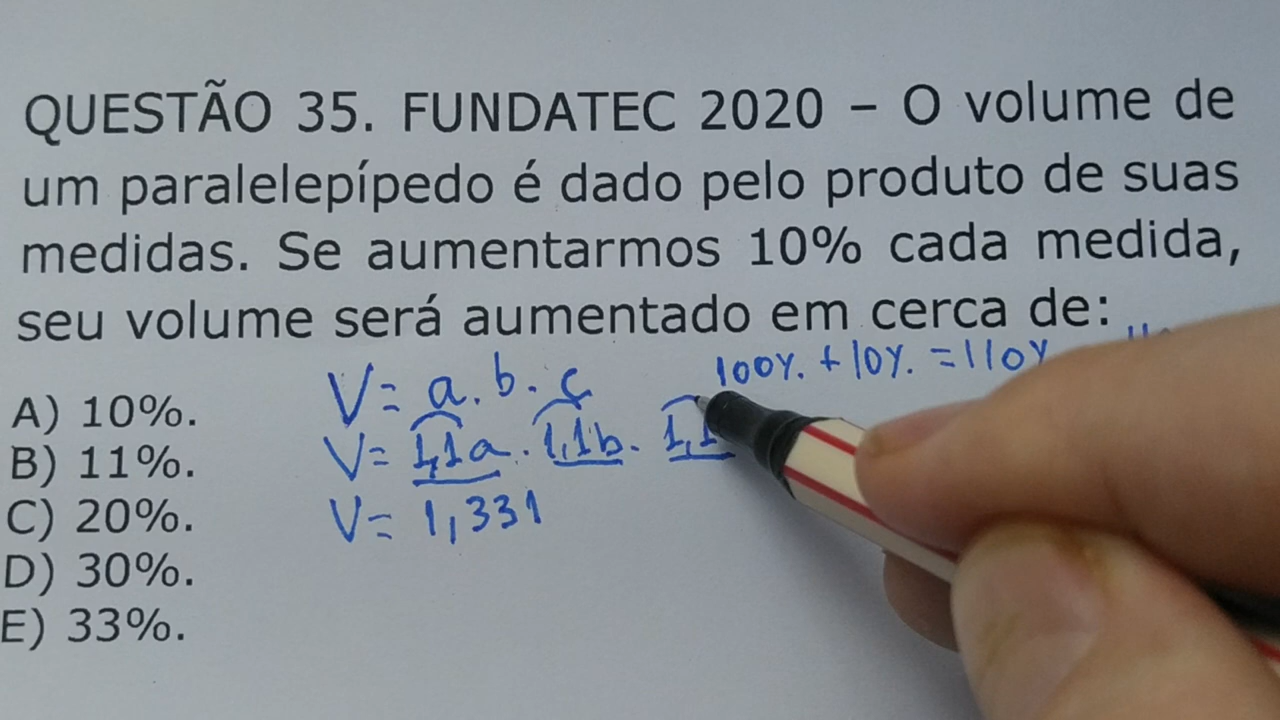 QUESTÃO 35. FUNDATEC 2020 – O volume de
um paralelepípedo é dado pelo produto de suas
medidas. Se aumentarmos 10% cada medida,
seu volume será aumentado em cerca de:
100%. + 10%. = 110%
A) 10%.
V = a.b.c
B) 11%.
V = 1,1a . 1,1b . 1,1
C) 20%.
V = 1,331
D) 30%.
E) 33%.